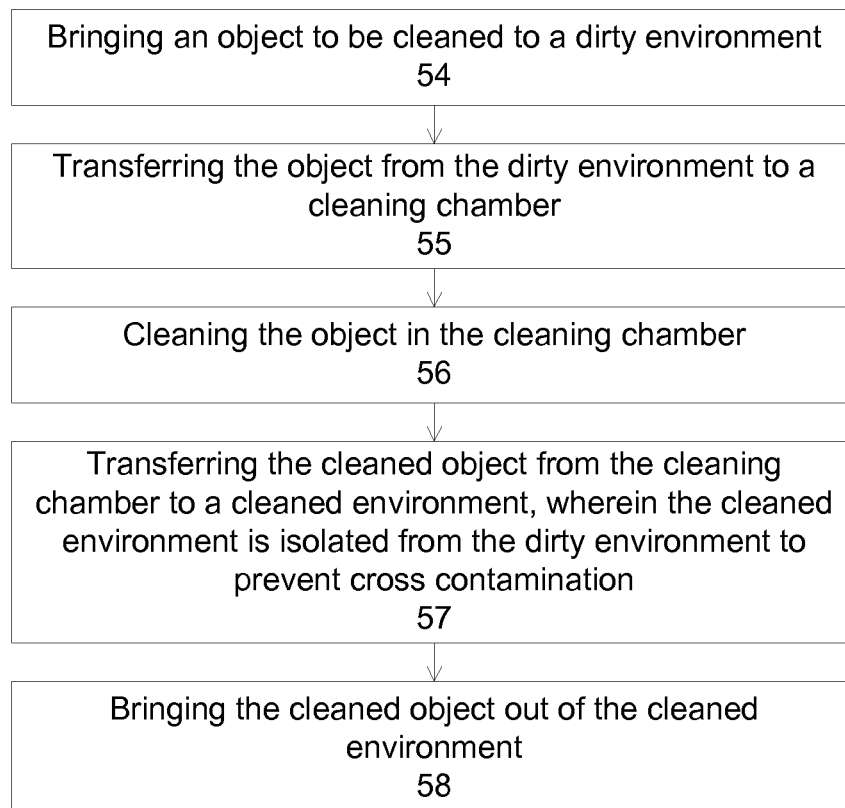 Bringing an object to be cleaned to a dirty environment
54
Transferring the object from the dirty environment to a
cleaning chamber
55
Cleaning the object in the cleaning chamber
56
Transferring the cleaned object from the cleaning
chamber to a cleaned environment, wherein the cleaned
environment is isolated from the dirty environment to
prevent cross contamination
57
Bringing the cleaned object out of the cleaned
environment
58